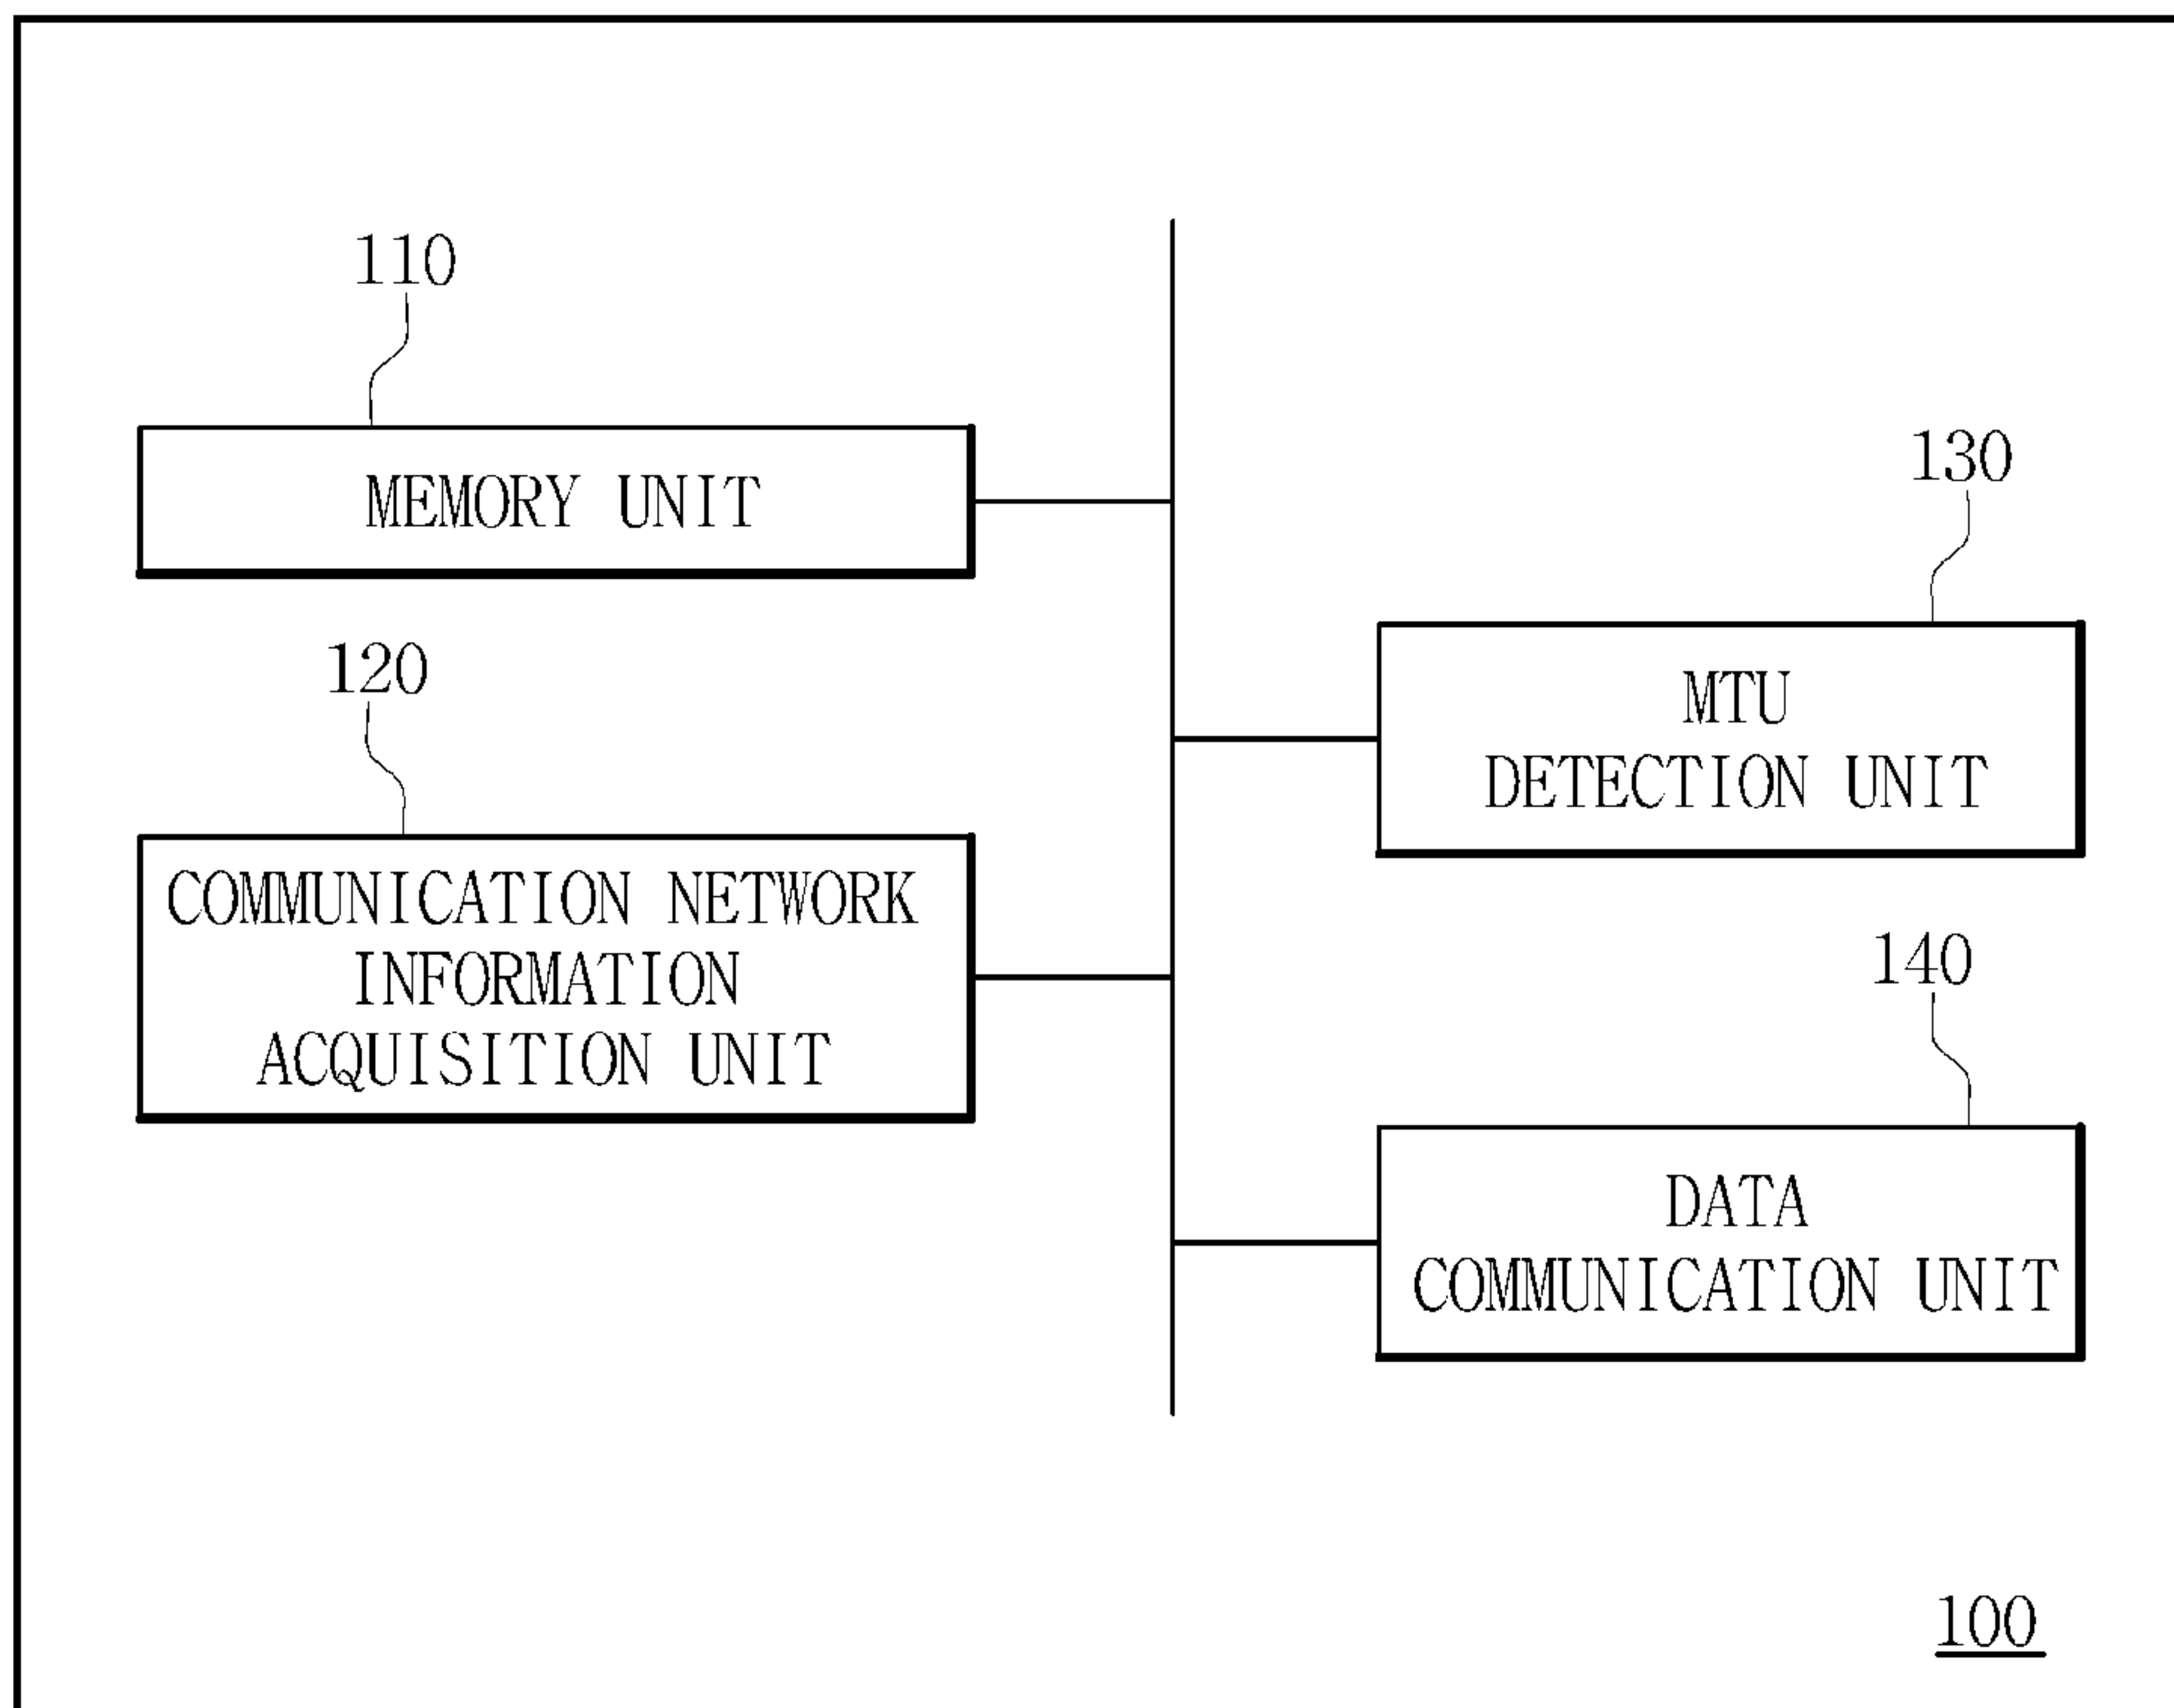 110
MEMORY UNIT
120
COMMUNICATION NETWORK
INFORMATION
ACQUISITION UNIT
130
MTU
DETECTION UNIT
140
DATA
COMMUNICATION UNIT
100